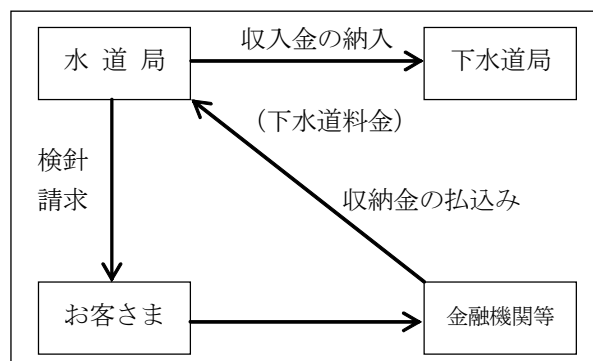 収入金の納入
水道局
下水道局
(下水道料金)
検針
請求
収納金の払込み
お客さま
金融機関等